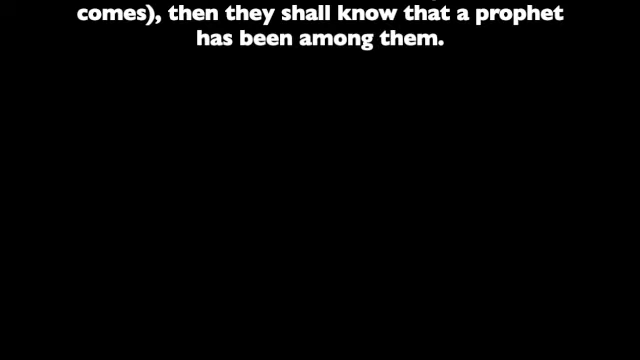 comes), then they shall know that a prophet
has been among them.